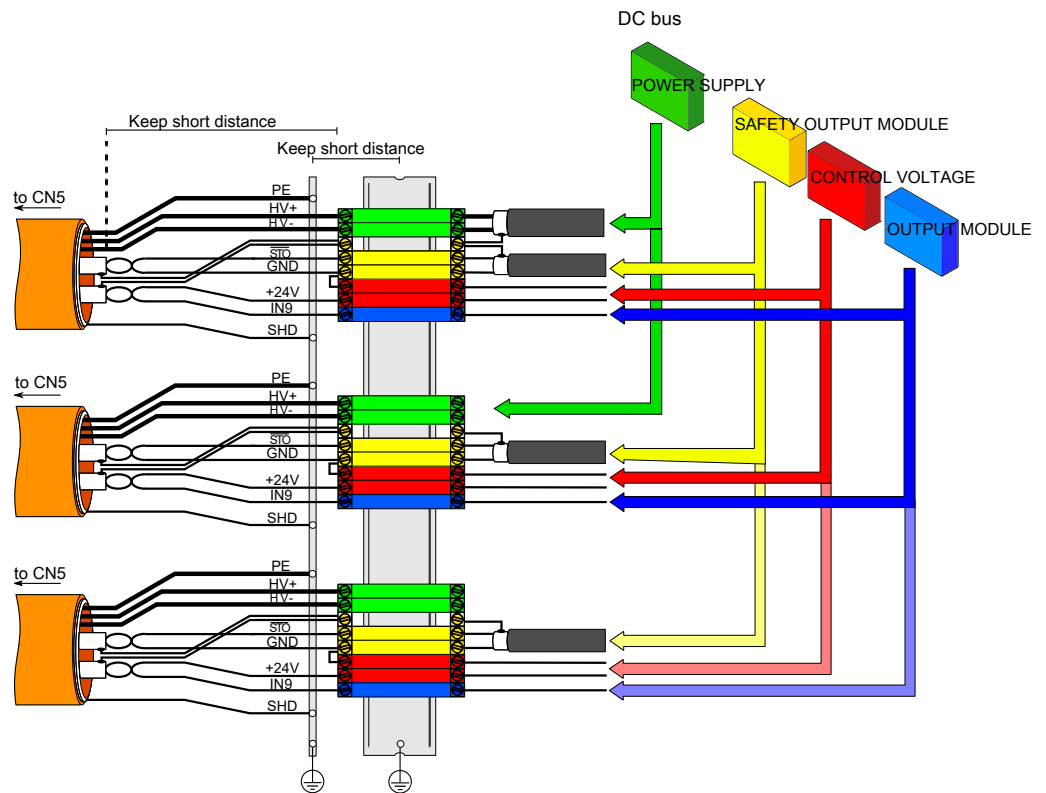 DC bus
POWER SUPPLY
SAFETY OUTPUT MODULE
CONTROL VOLTAGE
OUTPUT MODULE
Keep short distance
Keep short distance
to CN5
PE
HV+
HV-
STO
GND
+24V
IN9
SHD
to CN5
PE
HV+
HV-
STO
GND
+24V
IN9
SHD
to CN5
PE
HV+
HV-
STO
GND
+24V
IN9
SHD